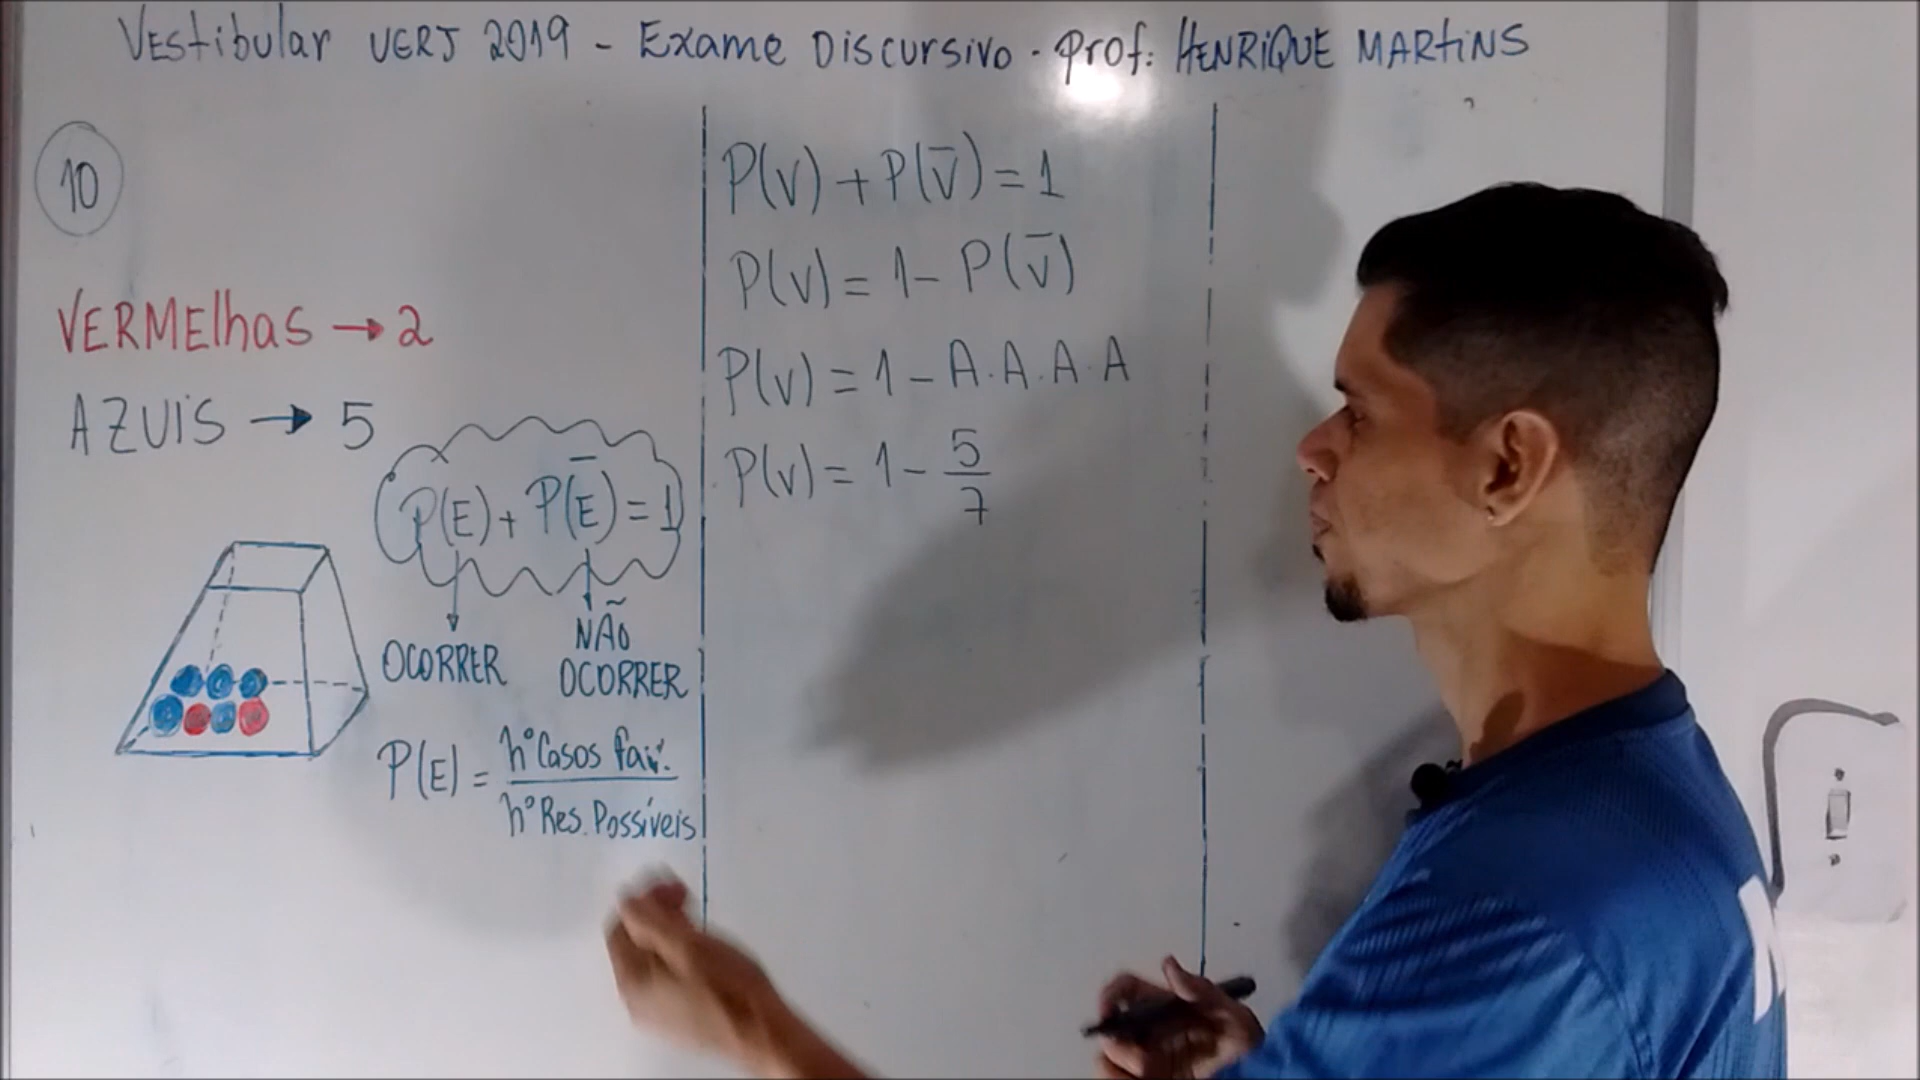 Vestibular UERJ 2019 - Exame Discursivo - Prof: HENRIQUE MARTINS
10
VERMElhas → 2
AZUIS → 5
P(E) + P(E̅) = 1
OCORRER
NÃO
OCORRER
P(E) = nº Casos fav. / nº Res. Possíveis
P(V) + P(V̅) = 1
P(V) = 1 - P(V̅)
P(V) = 1 - A . A . A . A
P(V) = 1 - 5/7